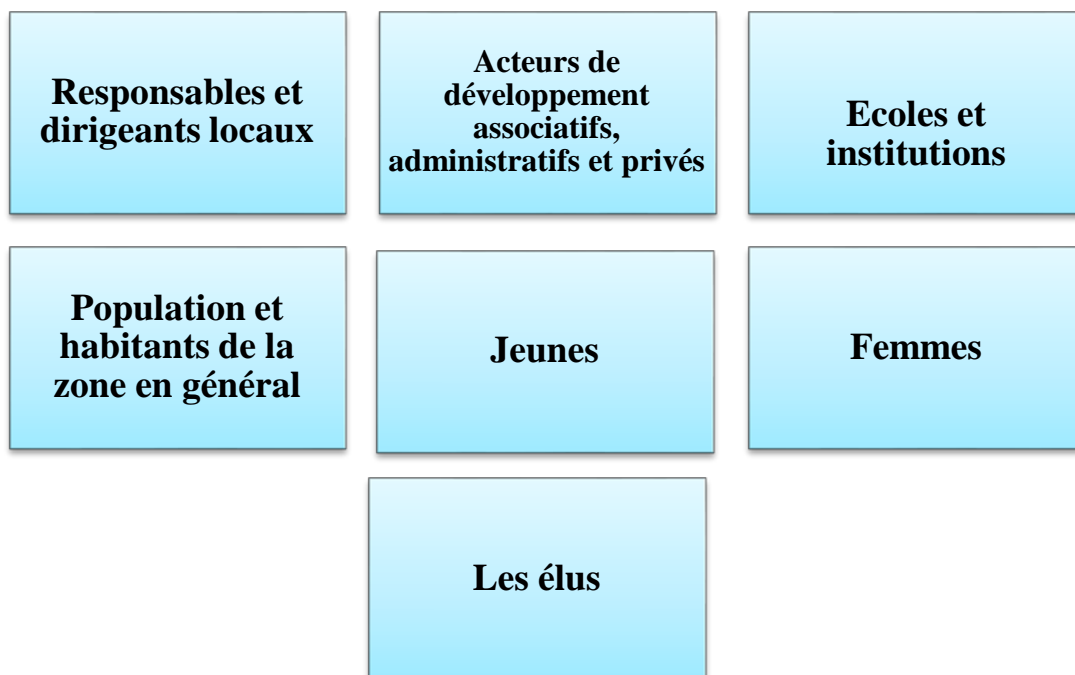 Responsables et
dirigeants locaux
Acteurs de
développement
associatifs,
administratifs et privés
Ecoles et
institutions
Population et
habitants de la
zone en général
Jeunes
Femmes
Les élus